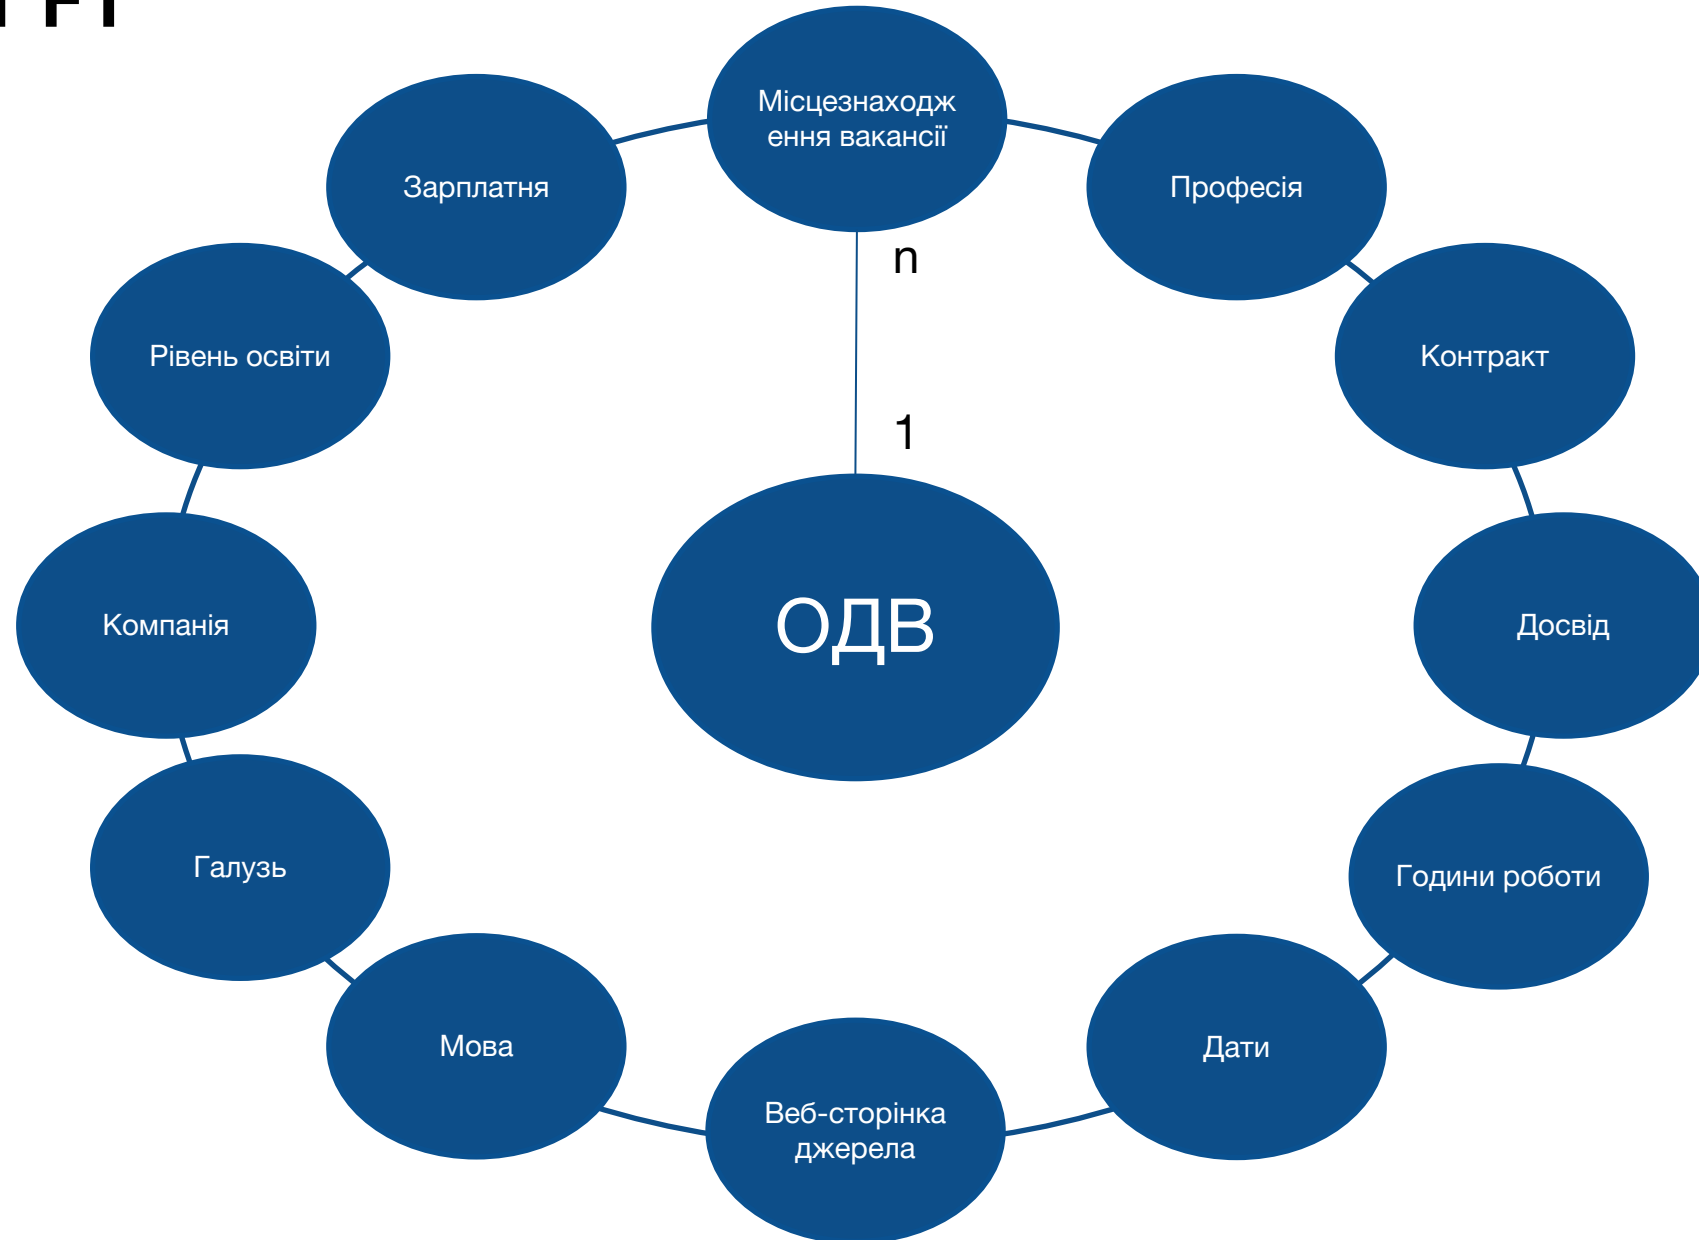 Місцезнаходж
ення вакансії
Зарплатня
Професія
n
Рівень освіти
Контракт
1
Компанія
ОДВ
Досвід
Галузь
Години роботи
Мова
Дати
Веб-сторінка
джерела